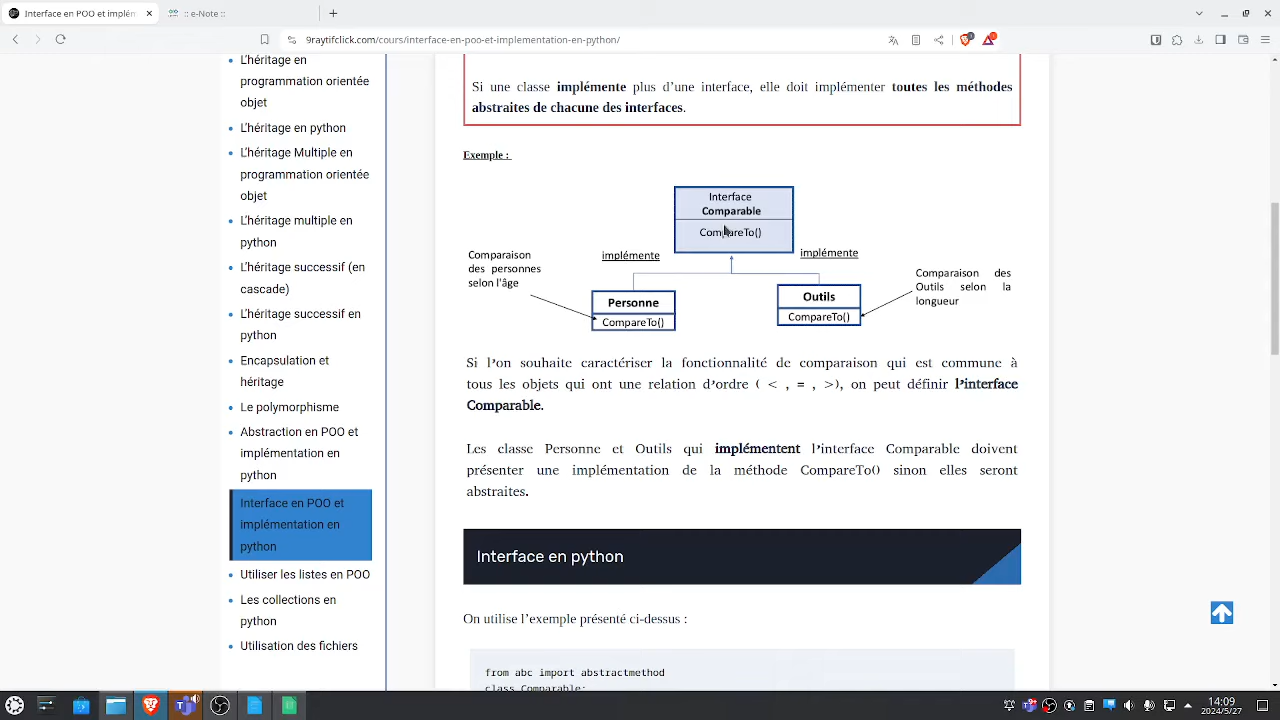 Interface en POO et implém
:: e-Note ::
9raytifclick.com/cours/interface-en-poo-et-implementation-en-python/
L'héritage en
programmation orientée
objet
L'héritage en python
L'héritage Multiple en
programmation orientée
objet
L'héritage multiple en
python
L'héritage successif (en
cascade)
L'héritage successif en
python
Encapsulation et
héritage
Le polymorphisme
Abstraction en POO et
implémentation en
python
Interface en POO et
implémentation en
python
Utiliser les listes en POO
Les collections en
python
Utilisation des fichiers
Si une classe implémente plus d'une interface, elle doit implémenter toutes les méthodes
abstraites de chacune des interfaces.
Exemple :
Interface
Comparable
CompareTo()
implémente
implémente
Comparaison
des personnes
selon l'âge
Comparaison des
Outils selon la
longueur
Personne
CompareTo()
Outils
CompareTo()
Si l'on souhaite caractériser la fonctionnalité de comparaison qui est commune à
tous les objets qui ont une relation d'ordre ( < , = , >), on peut définir l'interface
Comparable.
Les classe Personne et Outils qui implémentent l'interface Comparable doivent
présenter une implémentation de la méthode CompareTo() sinon elles seront
abstraites.
Interface en python
On utilise l'exemple présenté ci-dessus :
from abc import abstractmethod
class Comparable:
14:09
2024/5/27